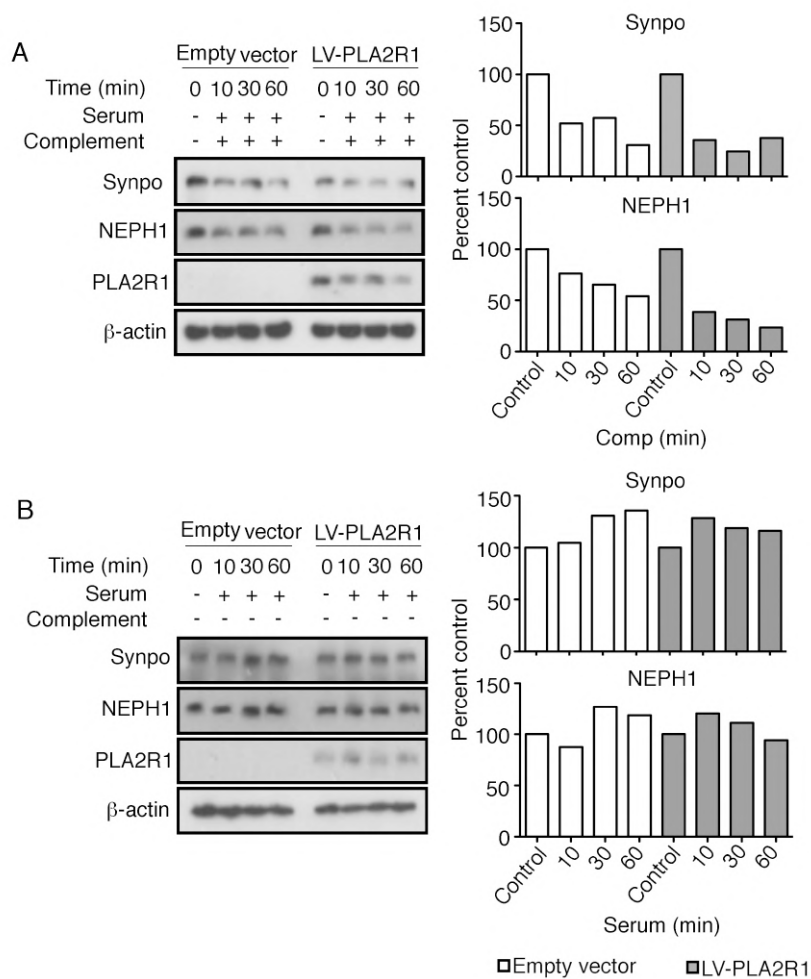 A
Empty vector LV-PLA2R1
Time (min) 0 10 30 60 0 10 30 60
Serum - + + + - + + +
Complement - + + + - + + +
Synpo
NEPH1
PLA2R1
β-actin
Synpo
150
100
50
0
NEPH1
150
100
50
0
Percent control
Control 10 30 60 Control 10 30 60
Comp (min)
B
Empty vector LV-PLA2R1
Time (min) 0 10 30 60 0 10 30 60
Serum - + + + - + + +
Complement - - - - - - - -
Synpo
NEPH1
PLA2R1
β-actin
Synpo
150
100
50
0
NEPH1
150
100
50
0
Percent control
Control 10 30 60 Control 10 30 60
Serum (min)
Empty vector LV-PLA2R1